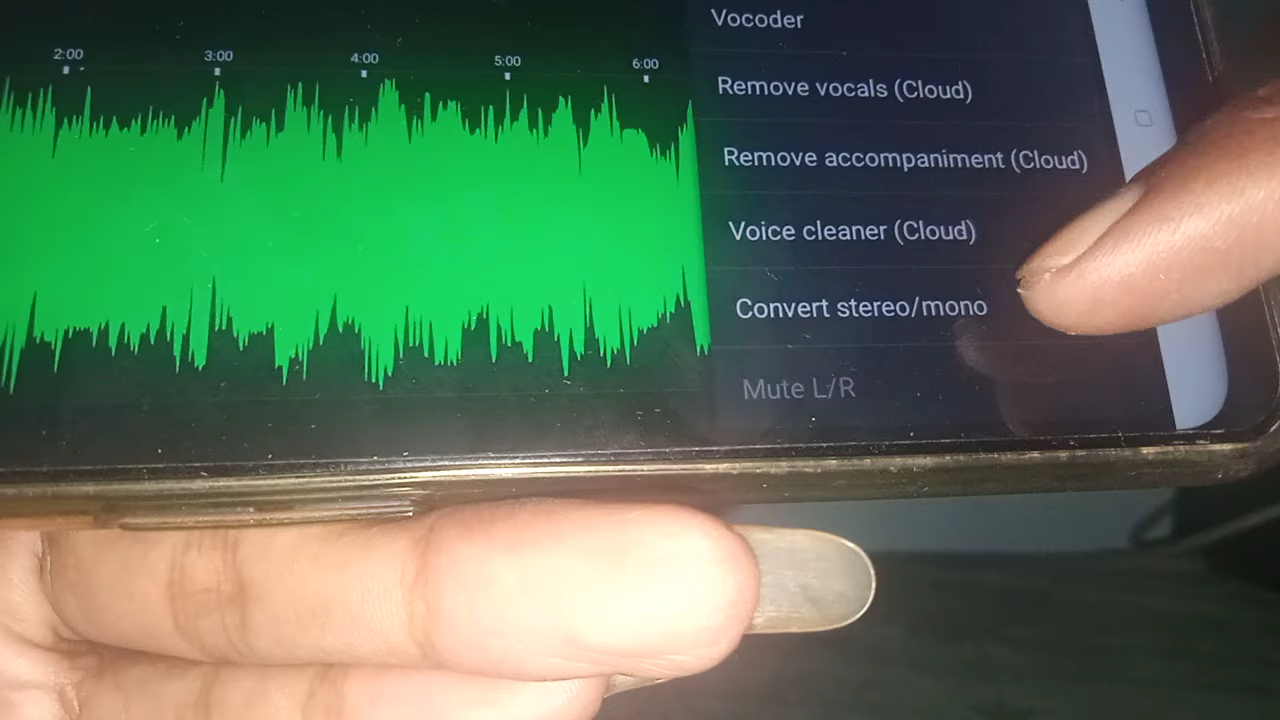 2:00 3:00 4:00 5:00 6:00
Vocoder
Remove vocals (Cloud)
Remove accompaniment (Cloud)
Voice cleaner (Cloud)
Convert stereo/mono
Mute L/R